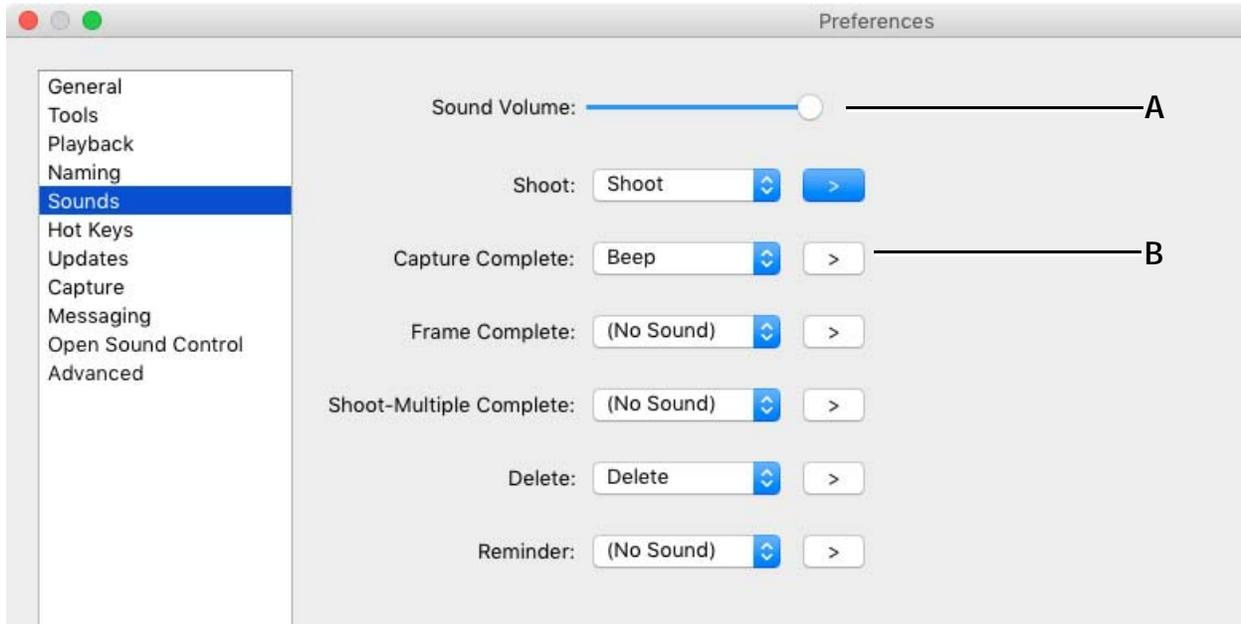 Preferences
General
Tools
Playback
Naming
Sounds
Hot Keys
Updates
Capture
Messaging
Open Sound Control
Advanced
Sound Volume: A
Shoot: Shoot >
Capture Complete: Beep > B
Frame Complete: (No Sound) >
Shoot-Multiple Complete: (No Sound) >
Delete: Delete >
Reminder: (No Sound) >